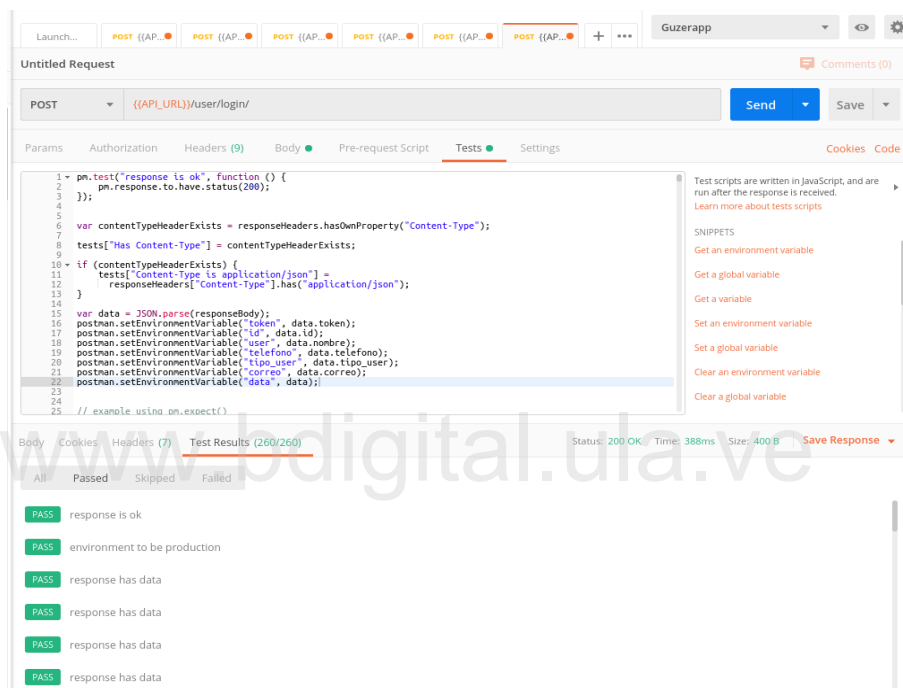 Launch...
POST {{AP...
POST {{AP...
POST {{AP...
POST {{AP...
POST {{AP...
POST {{AP...
+
•••
Guzerapp
Untitled Request
Comments (0)
POST
{{API_URL}}/user/login/
Send
Save
Params
Authorization
Headers (9)
Body
Pre-request Script
Tests
Settings
Cookies
Code
1 pm.test("response is ok", function () {
2 pm.response.to.have.status(200);
3 });
4
5
6 var contentTypeHeaderExists = responseHeaders.hasOwnProperty("Content-Type");
7
8 tests["Has Content-Type"] = contentTypeHeaderExists;
9
10 if (contentTypeHeaderExists) {
11 tests["Content-Type is application/json"] =
12 responseHeaders["Content-Type"].has("application/json");
13 }
14
15 var data = JSON.parse(responseBody);
16 postman.setEnvironmentVariable("token", data.token);
17 postman.setEnvironmentVariable("id", data.id);
18 postman.setEnvironmentVariable("user", data.nombre);
19 postman.setEnvironmentVariable("telefono", data.telefono);
20 postman.setEnvironmentVariable("tipo_user", data.tipo_user);
21 postman.setEnvironmentVariable("correo", data.correo);
22 postman.setEnvironmentVariable("data", data);
23
24
25 // example using pm.expect()
Test scripts are written in JavaScript, and are
run after the response is received.
Learn more about tests scripts
SNIPPETS
Get an environment variable
Get a global variable
Get a variable
Set an environment variable
Set a global variable
Clear an environment variable
Clear a global variable
Body
Cookies
Headers (7)
Test Results (260/260)
Status: 200 OK
Time: 388ms
Size: 400 B
Save Response
www.bdigital.ula.ve
All
Passed
Skipped
Failed
PASS response is ok
PASS environment to be production
PASS response has data
PASS response has data
PASS response has data
PASS response has data